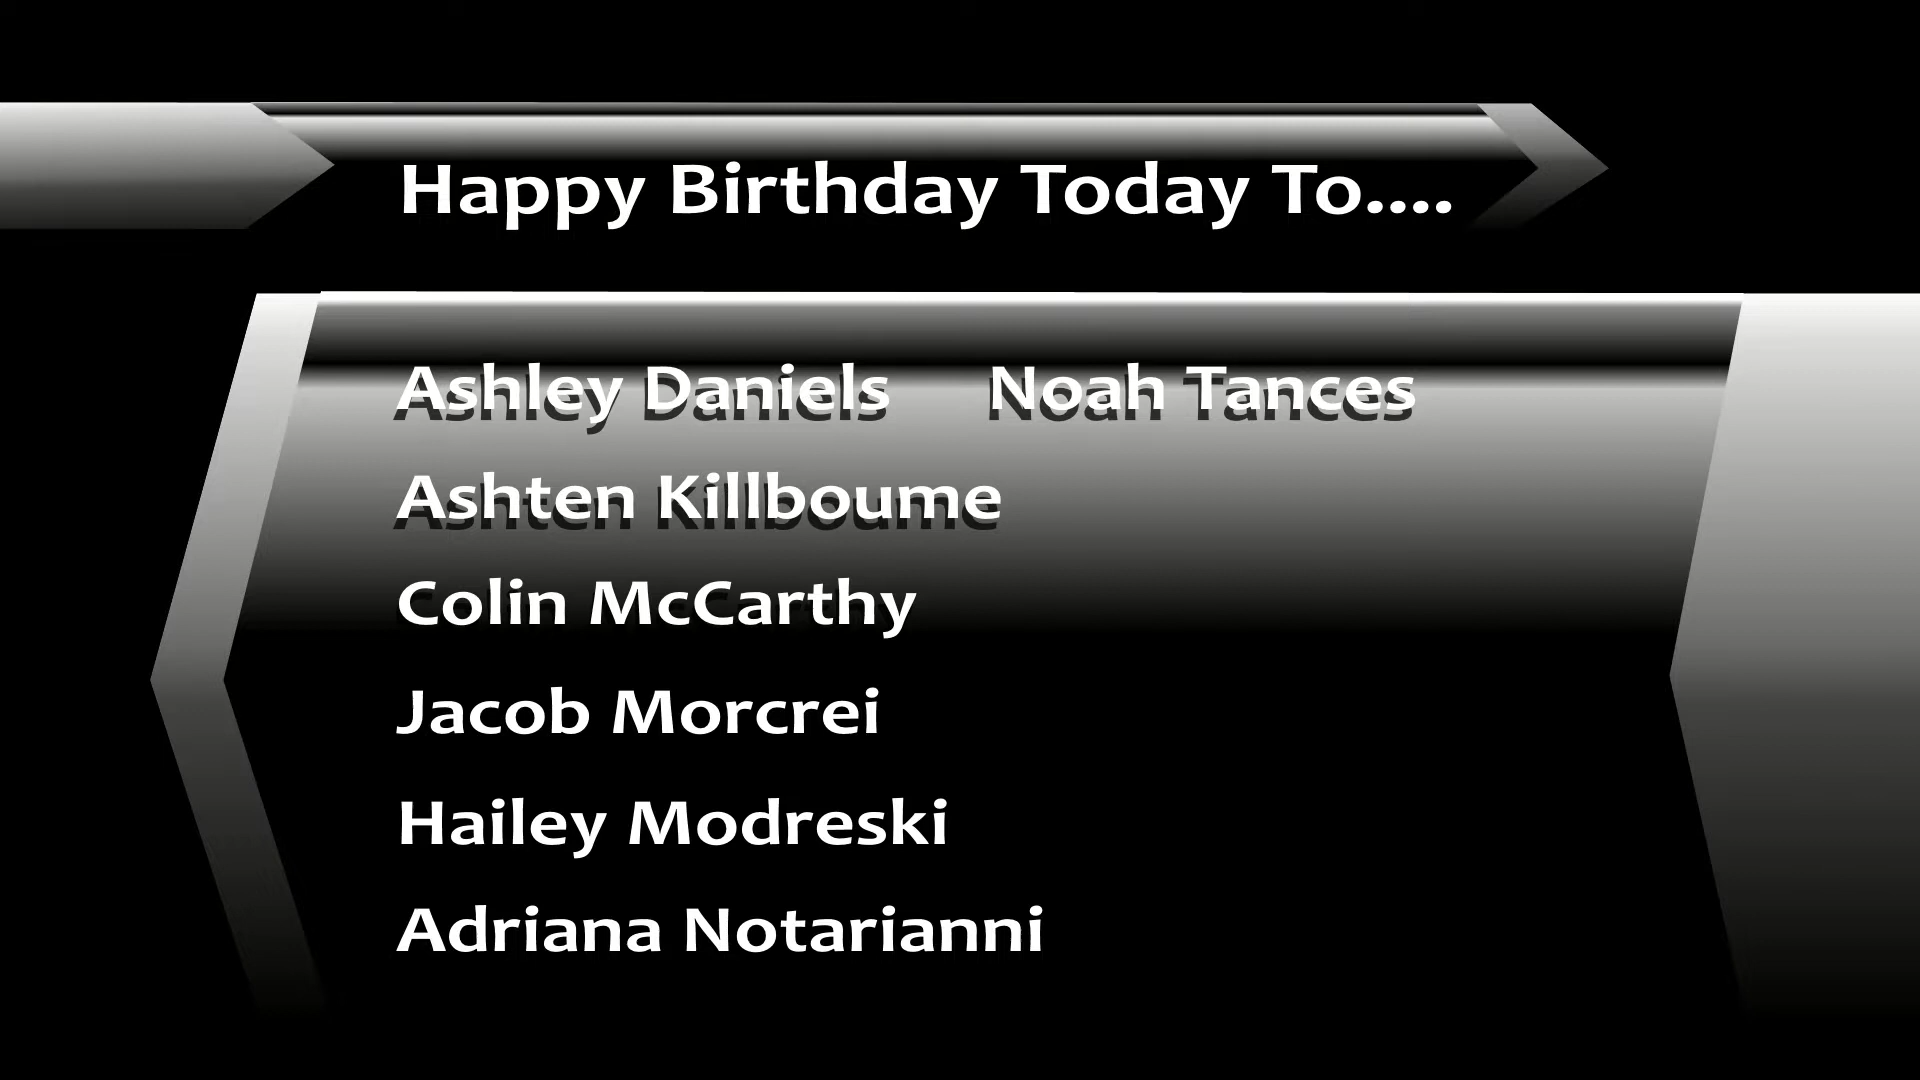 Happy Birthday Today To....
Ashley Daniels Noah Tances
Ashten Killboume
Colin McCarthy
Jacob Morcrei
Hailey Modreski
Adriana Notarianni